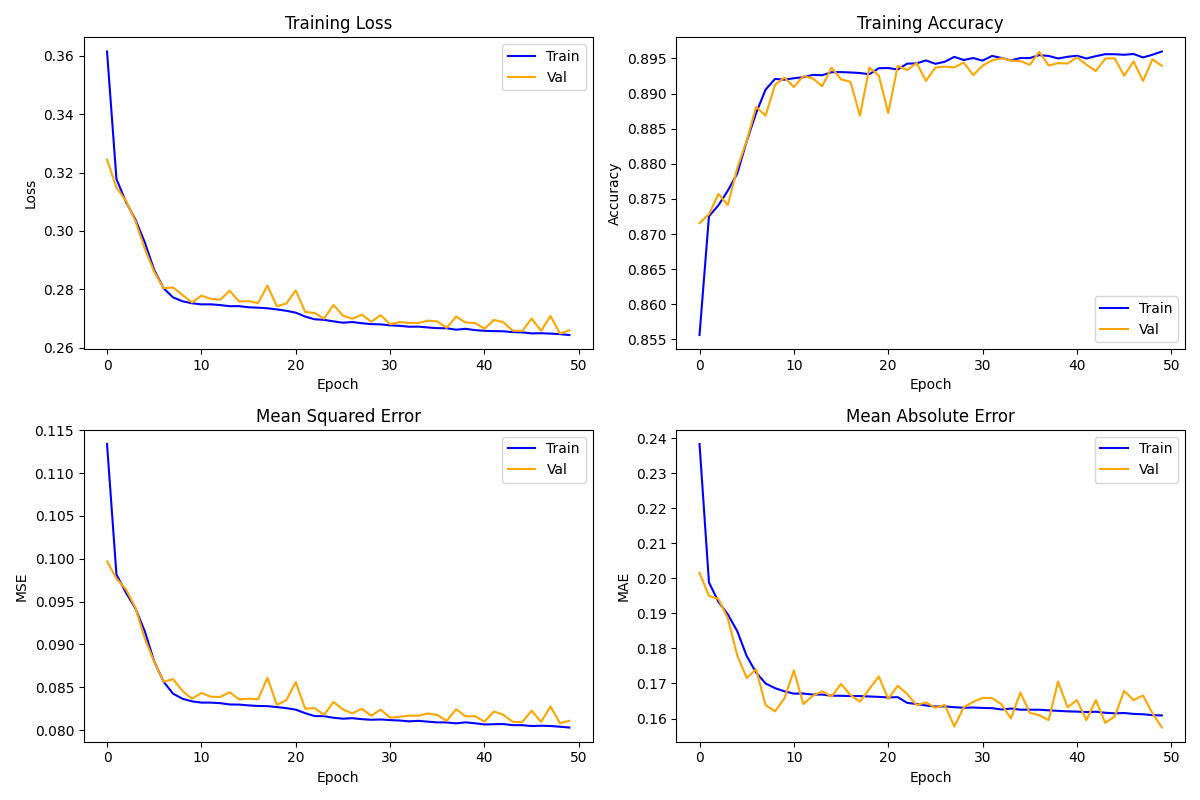 Training Loss
Loss
0.36
0.34
0.32
0.30
0.28
0.26
0 10 20 30 40 50
Epoch
Train
Val
Training Accuracy
Accuracy
0.895
0.890
0.885
0.880
0.875
0.870
0.865
0.860
0.855
0 10 20 30 40 50
Epoch
Train
Val
Mean Squared Error
MSE
0.115
0.110
0.105
0.100
0.095
0.090
0.085
0.080
0 10 20 30 40 50
Epoch
Train
Val
Mean Absolute Error
MAE
0.24
0.23
0.22
0.21
0.20
0.19
0.18
0.17
0.16
0 10 20 30 40 50
Epoch
Train
Val